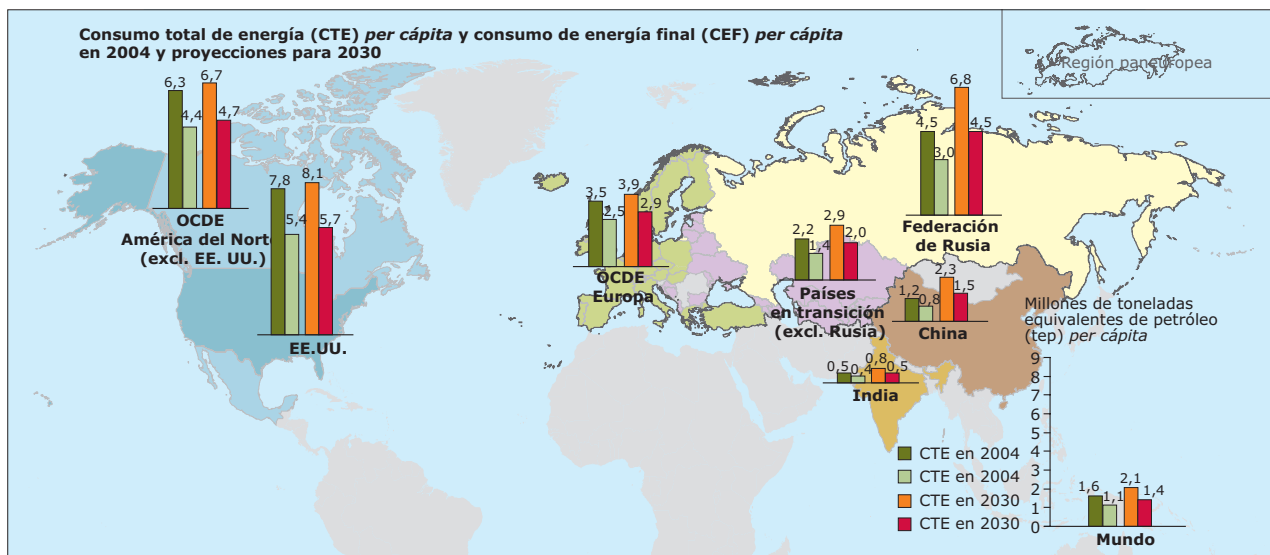 Consumo total de energía (CTE) per cápita y consumo de energía final (CEF) per cápita
en 2004 y proyecciones para 2030
Región paneuropea
6,3
4,4
6,7
4,7
OCDE
América del Norte
(excl. EE. UU.)
7,8
5,4
8,1
5,7
EE.UU.
3,5
2,5
3,9
2,9
OCDE
Europa
2,2
1,4
2,9
2,0
Países
en transición
(excl. Rusia)
4,5
3,0
6,8
4,5
Federación
de Rusia
1,2
0,8
2,3
1,5
China
0,5
0,4
0,8
0,5
India
Millones de toneladas
equivalentes de petróleo
(tep) per cápita
9
8
7
6
5
4
3
2
1
0
1,6
1,1
2,1
1,4
Mundo
CTE en 2004
CTE en 2004
CTE en 2030
CTE en 2030